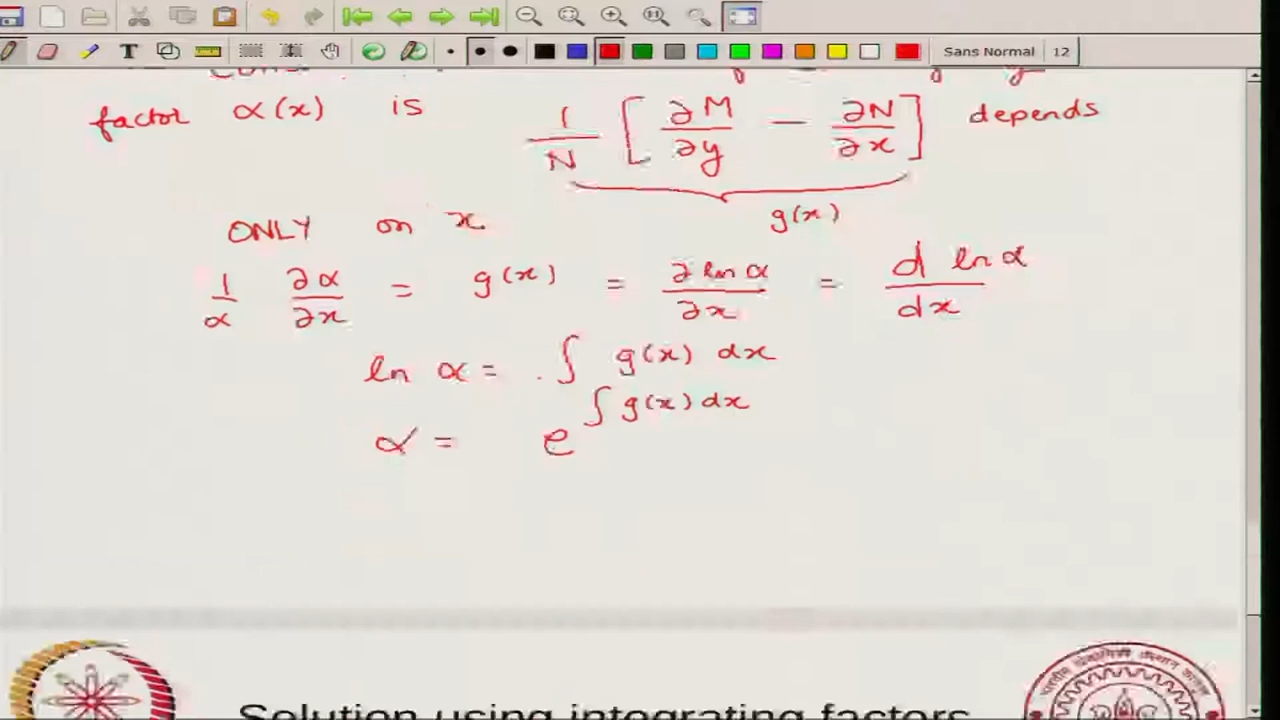 Sans Normal 12
factor α(x) is 1/N [∂M/∂y - ∂N/∂x] depends
g(x)
ONLY on x
1/α ∂α/∂x = g(x) = ∂ ln α/∂x = d ln α/dx
ln α = ∫ g(x) dx
α = e^∫ g(x) dx
Solution using integrating factors